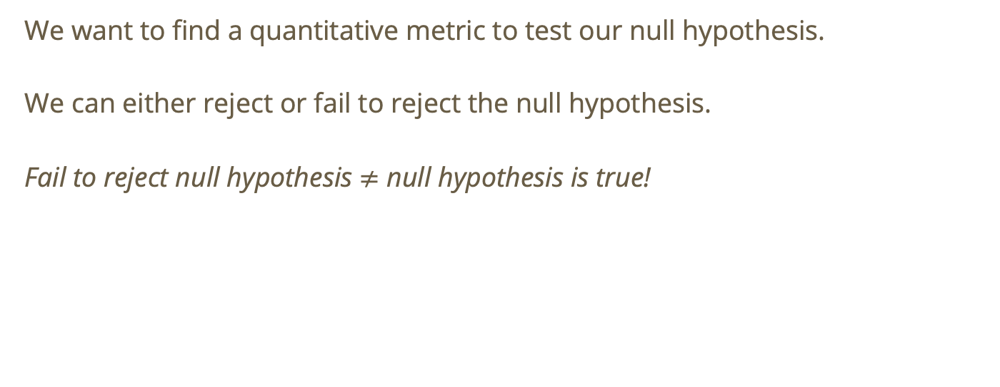 We want to find a quantitative metric to test our null hypothesis.
We can either reject or fail to reject the null hypothesis.
Fail to reject null hypothesis ≠ null hypothesis is true!